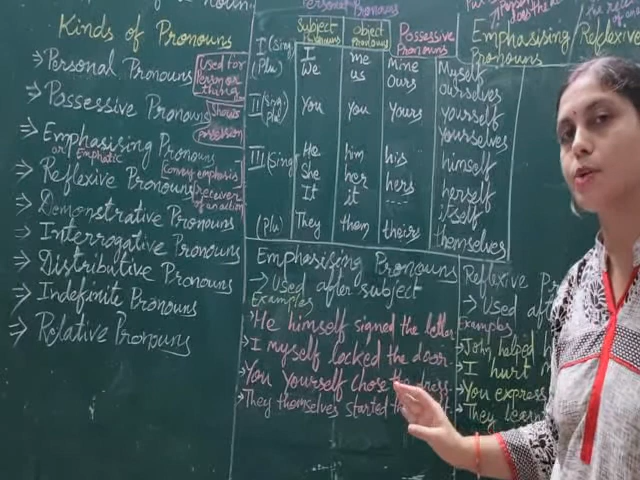 of noun
Kinds of Pronouns
⇒ Personal Pronouns
Used for
Person or
thing
⇒ Possessive Pronouns
Shows
possession
⇒ Emphasising Pronouns
or Emphatic
⇒ Reflexive Pronouns
Convey emphasis
receiver
of an action
⇒ Demonstrative Pronouns
⇒ Interrogative Pronouns
⇒ Distributive Pronouns
⇒ Indefinite Pronouns
⇒ Relative Pronouns
Personal Pronouns
Subject Pronouns
Object Pronouns
Possessive Pronouns
Emphasising/Reflexive
Pronouns
I (Sing) I me Mine Myself
(Plu) We us Ours ourselves
II (Sing) You you yours yourself
(Plu) yourselves
III (Sing) He him his himself
She her hers herself
It it ---- itself
(Plu) They them theirs themselves
Emphasising Pronouns
→ Used after subject
Examples
→ He himself signed the letter.
→ I myself locked the door.
→ You yourself chose
→ They themselves started
Reflexive
→ Used
examples
→ John helped
→ I hurt
→ You
→ They